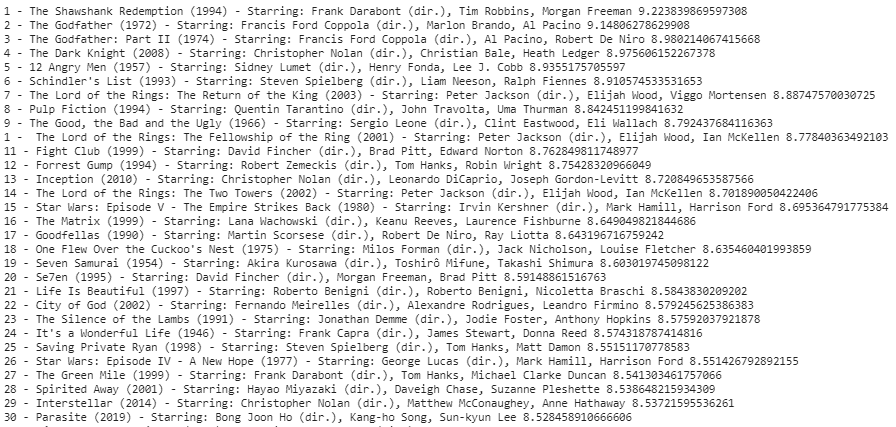 1 - The Shawshank Redemption (1994) - Starring: Frank Darabont (dir.), Tim Robbins, Morgan Freeman 9.223839869597308
2 - The Godfather (1972) - Starring: Francis Ford Coppola (dir.), Marlon Brando, Al Pacino 9.14806278629908
3 - The Godfather: Part II (1974) - Starring: Francis Ford Coppola (dir.), Al Pacino, Robert De Niro 8.980214067415668
4 - The Dark Knight (2008) - Starring: Christopher Nolan (dir.), Christian Bale, Heath Ledger 8.975606152267378
5 - 12 Angry Men (1957) - Starring: Sidney Lumet (dir.), Henry Fonda, Lee J. Cobb 8.9355175705597
6 - Schindler's List (1993) - Starring: Steven Spielberg (dir.), Liam Neeson, Ralph Fiennes 8.910574533531653
7 - The Lord of the Rings: The Return of the King (2003) - Starring: Peter Jackson (dir.), Elijah Wood, Viggo Mortensen 8.88747570030725
8 - Pulp Fiction (1994) - Starring: Quentin Tarantino (dir.), John Travolta, Uma Thurman 8.842451199841632
9 - The Good, the Bad and the Ugly (1966) - Starring: Sergio Leone (dir.), Clint Eastwood, Eli Wallach 8.792437684116363
1 -  The Lord of the Rings: The Fellowship of the Ring (2001) - Starring: Peter Jackson (dir.), Elijah Wood, Ian McKellen 8.77840363492103
11 - Fight Club (1999) - Starring: David Fincher (dir.), Brad Pitt, Edward Norton 8.762849811748977
12 - Forrest Gump (1994) - Starring: Robert Zemeckis (dir.), Tom Hanks, Robin Wright 8.75428320966049
13 - Inception (2010) - Starring: Christopher Nolan (dir.), Leonardo DiCaprio, Joseph Gordon-Levitt 8.720849653587566
14 - The Lord of the Rings: The Two Towers (2002) - Starring: Peter Jackson (dir.), Elijah Wood, Ian McKellen 8.701890050422406
15 - Star Wars: Episode V - The Empire Strikes Back (1980) - Starring: Irvin Kershner (dir.), Mark Hamill, Harrison Ford 8.695364791775384
16 - The Matrix (1999) - Starring: Lana Wachowski (dir.), Keanu Reeves, Laurence Fishburne 8.649049821844686
17 - Goodfellas (1990) - Starring: Martin Scorsese (dir.), Robert De Niro, Ray Liotta 8.643196716759242
18 - One Flew Over the Cuckoo's Nest (1975) - Starring: Milos Forman (dir.), Jack Nicholson, Louise Fletcher 8.635460401993859
19 - Seven Samurai (1954) - Starring: Akira Kurosawa (dir.), Toshirô Mifune, Takashi Shimura 8.603019745098122
20 - Se7en (1995) - Starring: David Fincher (dir.), Morgan Freeman, Brad Pitt 8.59148861516763
21 - Life Is Beautiful (1997) - Starring: Roberto Benigni (dir.), Roberto Benigni, Nicoletta Braschi 8.5843830209202
22 - City of God (2002) - Starring: Fernando Meirelles (dir.), Alexandre Rodrigues, Leandro Firmino 8.579245625386383
23 - The Silence of the Lambs (1991) - Starring: Jonathan Demme (dir.), Jodie Foster, Anthony Hopkins 8.57592037921878
24 - It's a Wonderful Life (1946) - Starring: Frank Capra (dir.), James Stewart, Donna Reed 8.574318787414816
25 - Saving Private Ryan (1998) - Starring: Steven Spielberg (dir.), Tom Hanks, Matt Damon 8.55151170778583
26 - Star Wars: Episode IV - A New Hope (1977) - Starring: George Lucas (dir.), Mark Hamill, Harrison Ford 8.551426792892155
27 - The Green Mile (1999) - Starring: Frank Darabont (dir.), Tom Hanks, Michael Clarke Duncan 8.541303461757066
28 - Spirited Away (2001) - Starring: Hayao Miyazaki (dir.), Daveigh Chase, Suzanne Pleshette 8.538648215934309
29 - Interstellar (2014) - Starring: Christopher Nolan (dir.), Matthew McConaughey, Anne Hathaway 8.53721595536261
30 - Parasite (2019) - Starring: Bong Joon Ho (dir.), Kang-ho Song, Sun-kyun Lee 8.528458910666606